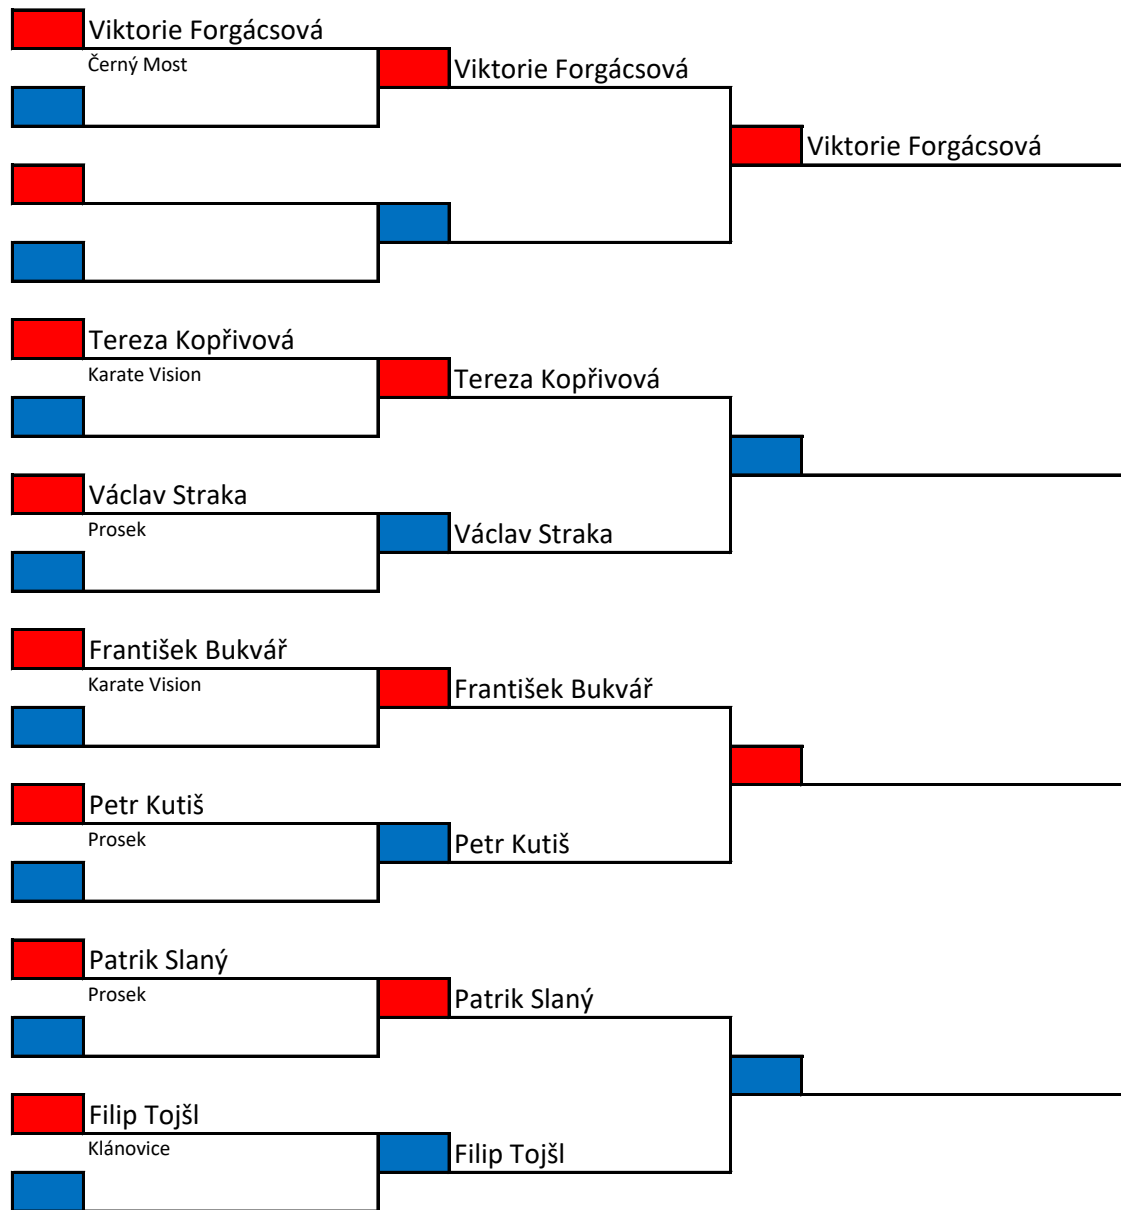 Viktorie Forgácsová
Černý Most
Viktorie Forgácsová
Viktorie Forgácsová
Tereza Kopřivová
Karate Vision
Tereza Kopřivová
Václav Straka
Prosek
Václav Straka
František Bukvář
Karate Vision
František Bukvář
Petr Kutiš
Prosek
Petr Kutiš
Patrik Slaný
Prosek
Patrik Slaný
Filip Tojšl
Klánovice
Filip Tojšl